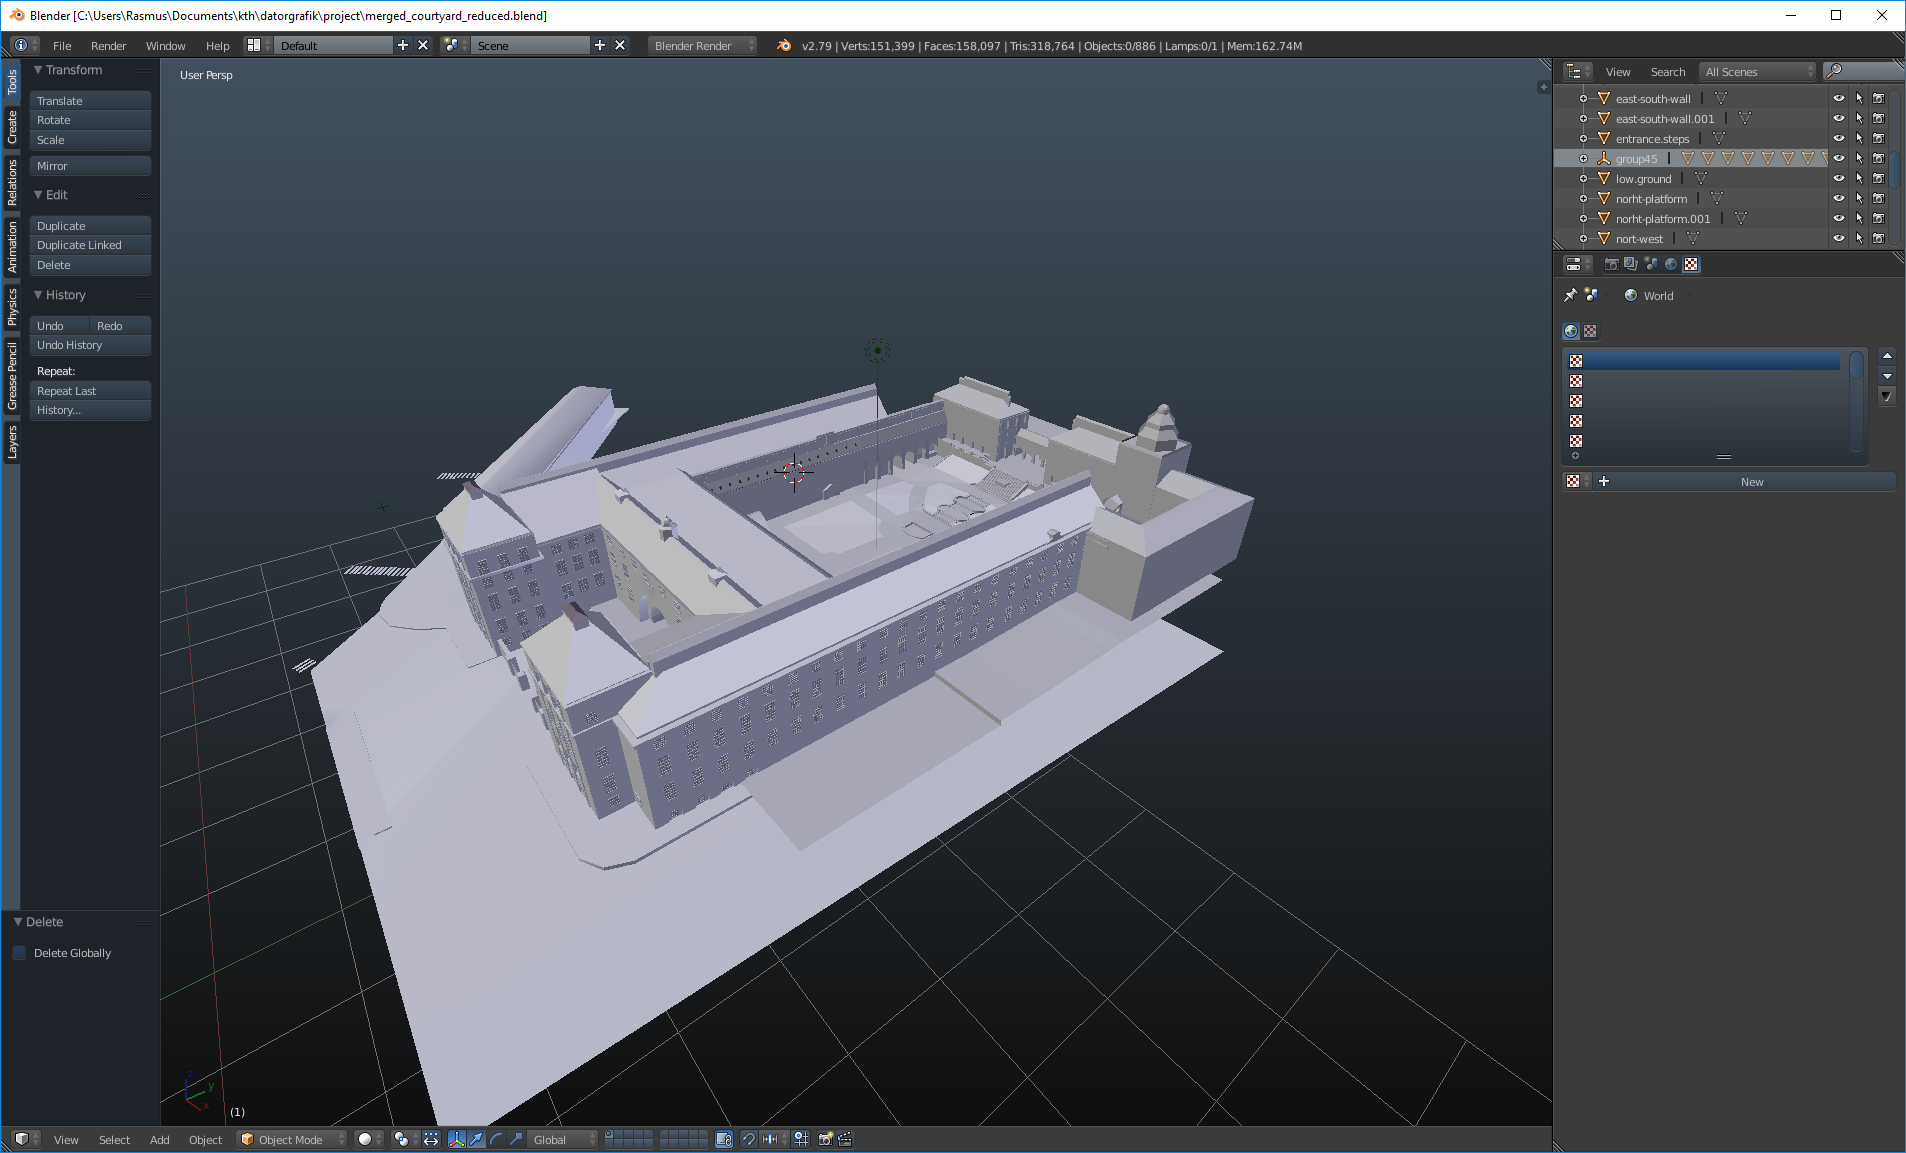 Blender [C:\Users\Rasmus\Documents\kth\datorgrafik\project\merged_courtyard_reduced.blend]
File Render Window Help Default Scene Blender Render v2.79 | Verts:151,399 | Faces:158,097 | Tris:318,764 | Objects:0/886 | Lamps:0/1 | Mem:162.74M
Tools
Create
Relations
Animation
Physics
Grease Pencil
Layers
Transform
Translate
Rotate
Scale
Mirror
Edit
Duplicate
Duplicate Linked
Delete
History
Undo Redo
Undo History
Repeat:
Repeat Last
History...
Delete
Delete Globally
User Persp
z
y
x
(1)
View Select Add Object Object Mode Global
View Search All Scenes
east-south-wall
east-south-wall.001
entrance.steps
group45
low.ground
norht-platform
norht-platform.001
nort-west
World
New